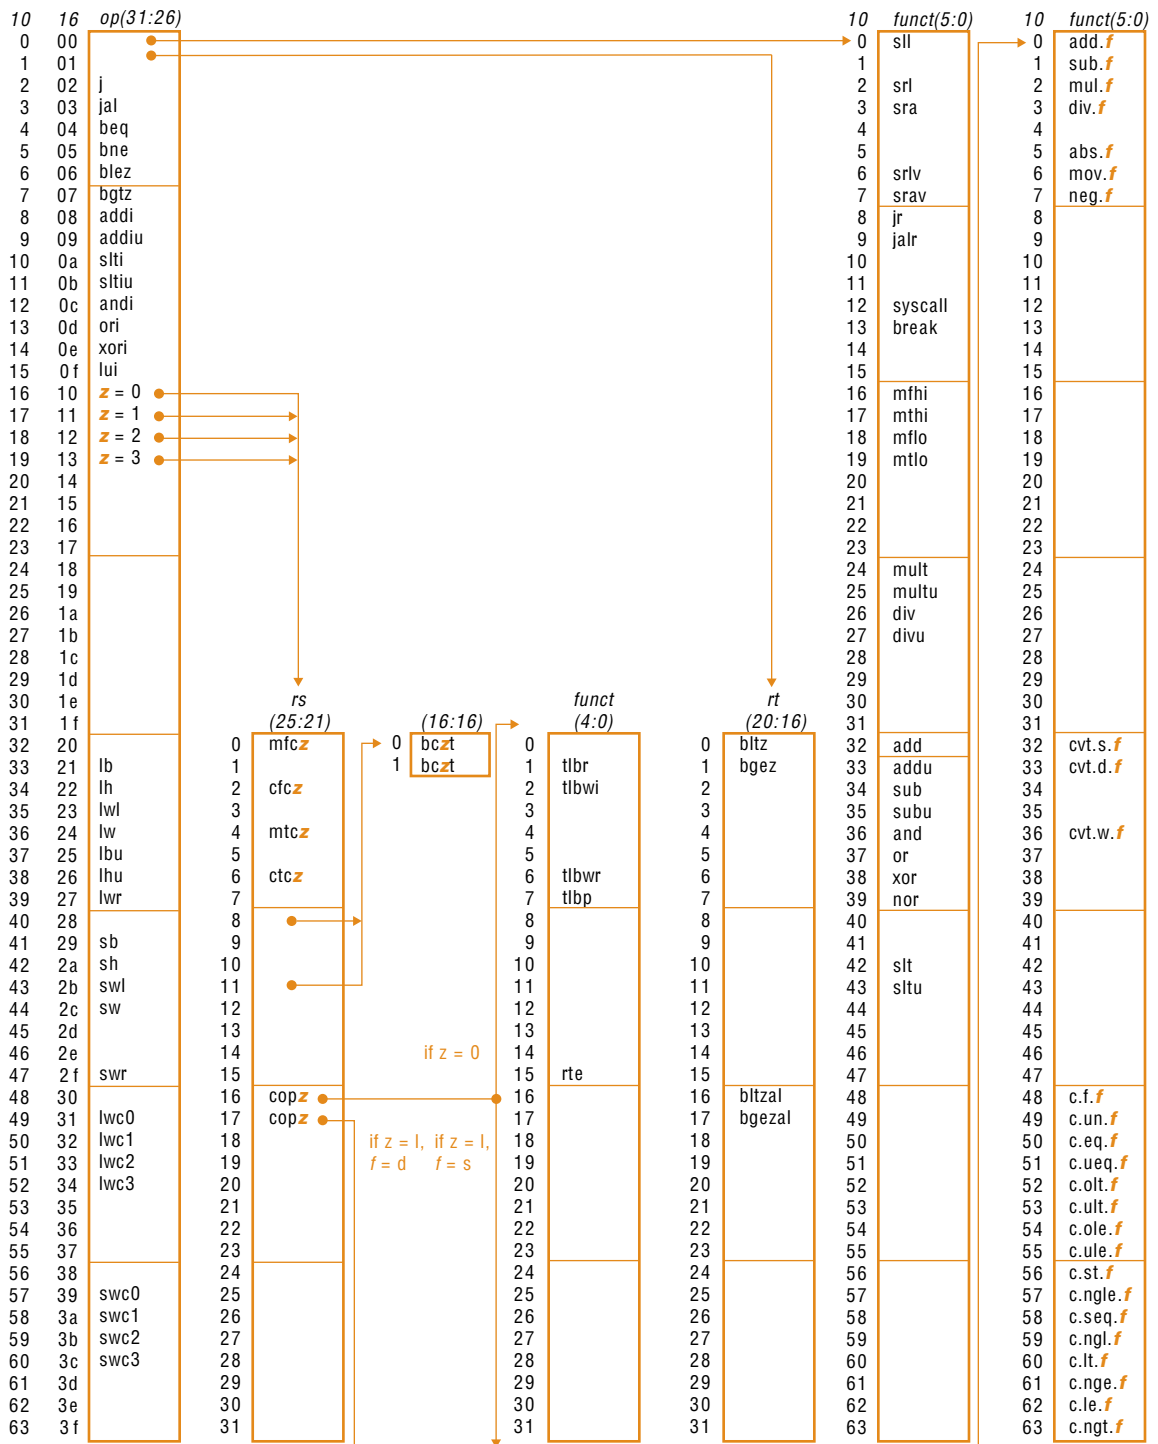 10 16 op(31:26) 10 funct(5:0) 10 funct(5:0)
0 00 0 sll 0 add.f
1 01 1 1 sub.f
2 02 j 2 srl 2 mul.f
3 03 jal 3 sra 3 div.f
4 04 beq 4 4
5 05 bne 5 5 abs.f
6 06 blez 6 srlv 6 mov.f
7 07 bgtz 7 srav 7 neg.f
8 08 addi 8 jr 8
9 09 addiu 9 jalr 9
10 0a slti 10 10
11 0b sltiu 11 11
12 0c andi 12 syscall 12
13 0d ori 13 break 13
14 0e xori 14 14
15 0f lui 15 15
16 10 z = 0 16 mfhi 16
17 11 z = 1 17 mthi 17
18 12 z = 2 18 mflo 18
19 13 z = 3 19 mtlo 19
20 14 20 20
21 15 21 21
22 16 22 22
23 17 23 23
24 18 24 mult 24
25 19 25 multu 25
26 1a 26 div 26
27 1b 27 divu 27
28 1c 28 28
29 1d 29 29
30 1e rs funct rt 30 30
31 1f (25:21) (16:16) (4:0) (20:16) 31 31
32 20 0 mfcz 0 bczt 0 0 bltz 32 add 32 cvt.s.f
33 21 lb 1 1 bczt 1 tlbr 1 bgez 33 addu 33 cvt.d.f
34 22 lh 2 cfcz 2 tlbwi 2 34 sub 34
35 23 lwl 3 3 3 35 subu 35
36 24 lw 4 mtcz 4 4 36 and 36 cvt.w.f
37 25 lbu 5 5 5 37 or 37
38 26 lhu 6 ctcz 6 tlbwr 6 38 xor 38
39 27 lwr 7 7 tlbp 7 39 nor 39
40 28 8 8 8 40 40
41 29 sb 9 9 9 41 41
42 2a sh 10 10 10 42 slt 42
43 2b swl 11 11 11 43 sltu 43
44 2c sw 12 12 12 44 44
45 2d 13 13 13 45 45
46 2e 14 if z = 0 14 14 46 46
47 2f swr 15 15 rte 15 47 47
48 30 16 copz 16 16 bltzal 48 48 c.f.f
49 31 lwc0 17 copz 17 17 bgezal 49 49 c.un.f
50 32 lwc1 18 if z = l, if z = l, 18 18 50 50 c.eq.f
51 33 lwc2 19 f = d f = s 19 19 51 51 c.ueq.f
52 34 lwc3 20 20 20 52 52 c.olt.f
53 35 21 21 21 53 53 c.ult.f
54 36 22 22 22 54 54 c.ole.f
55 37 23 23 23 55 55 c.ule.f
56 38 24 24 24 56 56 c.st.f
57 39 swc0 25 25 25 57 57 c.ngle.f
58 3a swc1 26 26 26 58 58 c.seq.f
59 3b swc2 27 27 27 59 59 c.ngl.f
60 3c swc3 28 28 28 60 60 c.lt.f
61 3d 29 29 29 61 61 c.nge.f
62 3e 30 30 30 62 62 c.le.f
63 3f 31 31 31 63 63 c.ngt.f